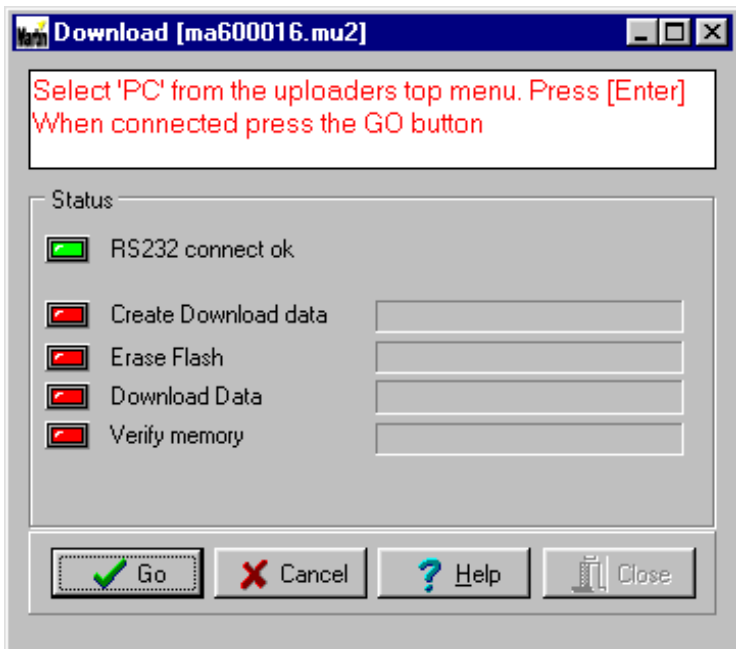 Martin Download [ma600016.mu2]
Select 'PC' from the uploaders top menu. Press [Enter]
When connected press the GO button
Status
RS232 connect ok
Create Download data
Erase Flash
Download Data
Verify memory
Go Cancel ? Help Close